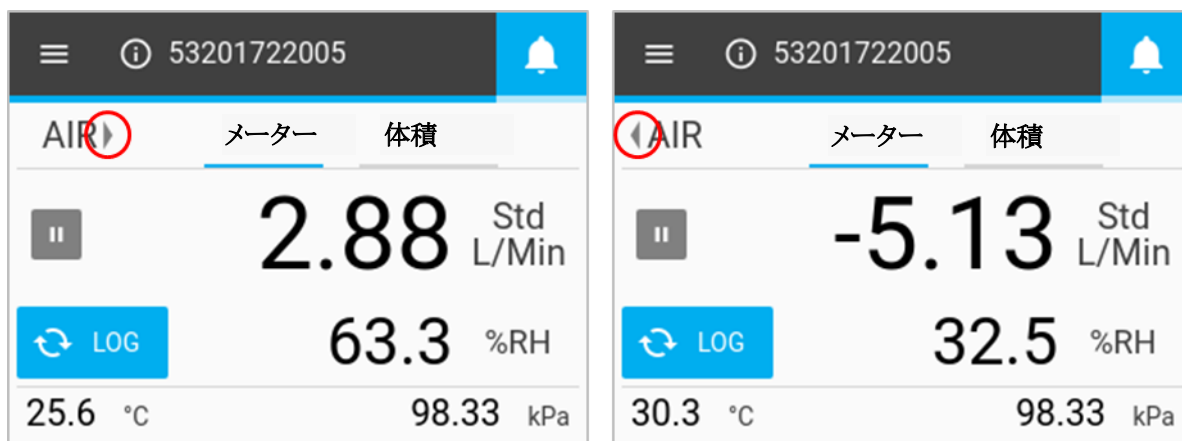 53201722005
AIR メーター 体積
2.88 Std L/Min
LOG 63.3 %RH
25.6 °C 98.33 kPa
53201722005
AIR メーター 体積
-5.13 Std L/Min
LOG 32.5 %RH
30.3 °C 98.33 kPa